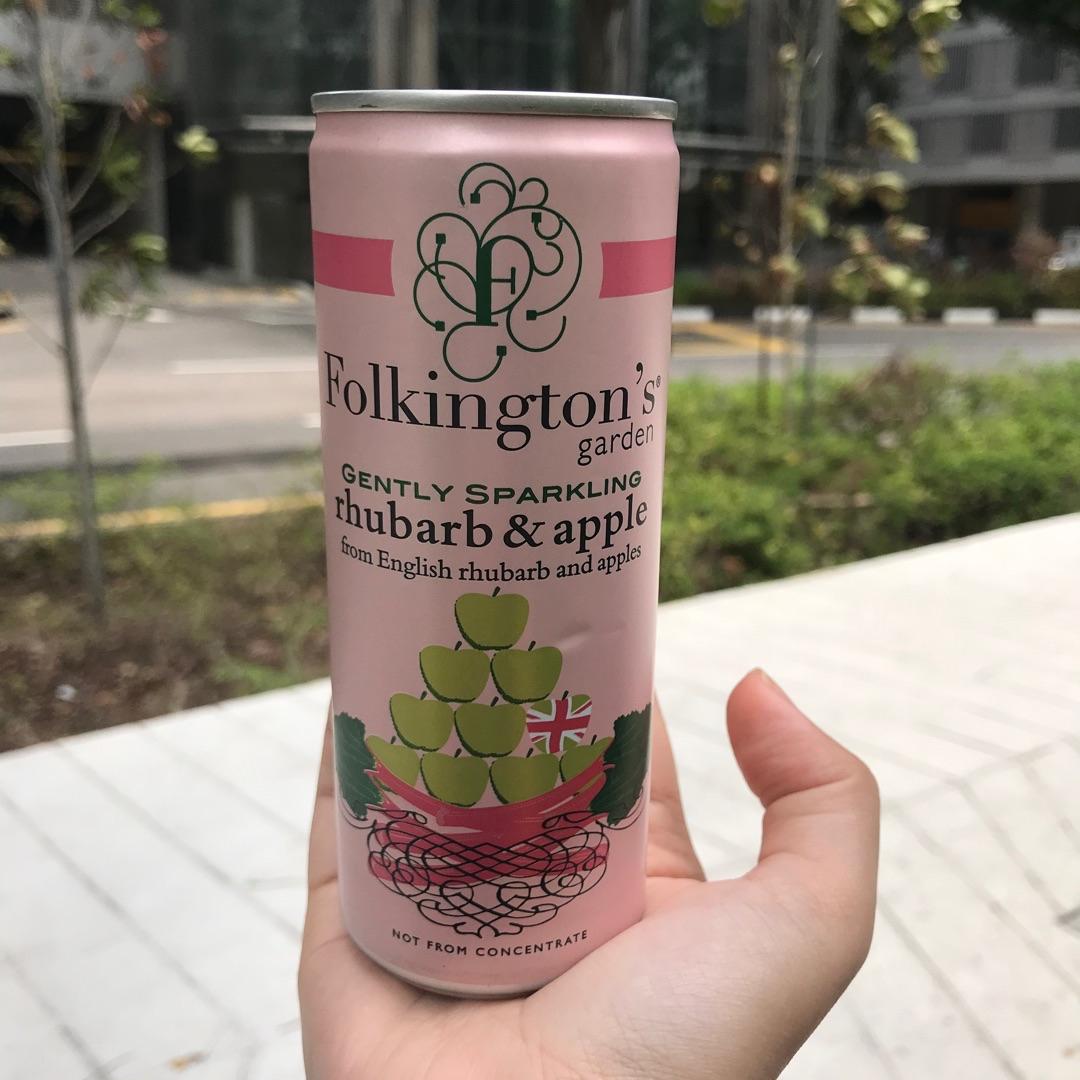 F
Folkington's®
garden
GENTLY SPARKLING
rhubarb & apple
from English rhubarb and apples
NOT FROM CONCENTRATE